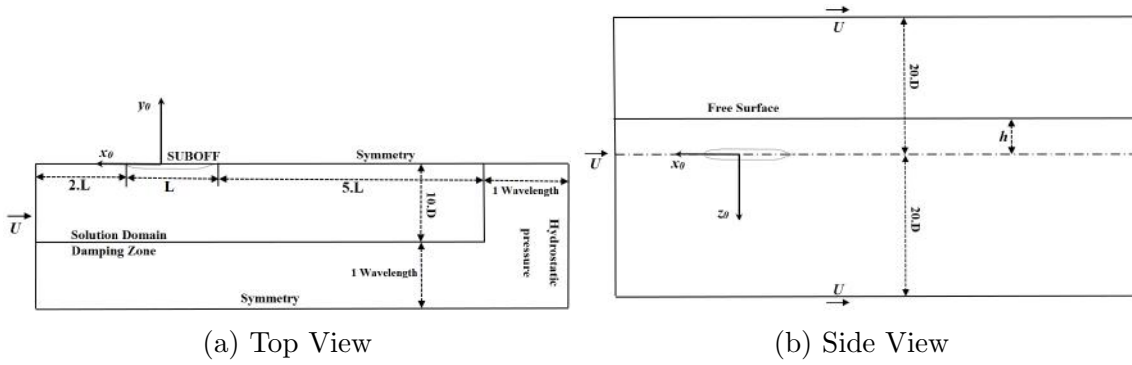 y₀
x₀
SUBOFF
Symmetry
2.L
L
5.L
1 Wavelength
10.D
U
Solution Domain
Damping Zone
1 Wavelength
Hydrostatic
pressure
Symmetry
(a) Top View
U
20.D
Free Surface
h
U
x₀
z₀
20.D
U
(b) Side View